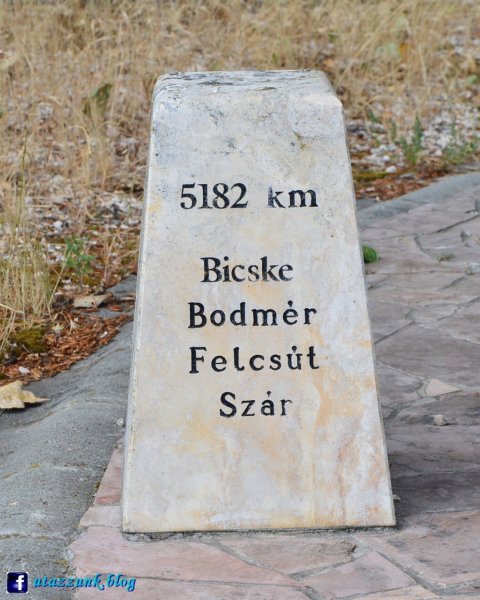 5182 km
Bicske
Bodmér
Felcsút
Szár
f utazzunk.blog